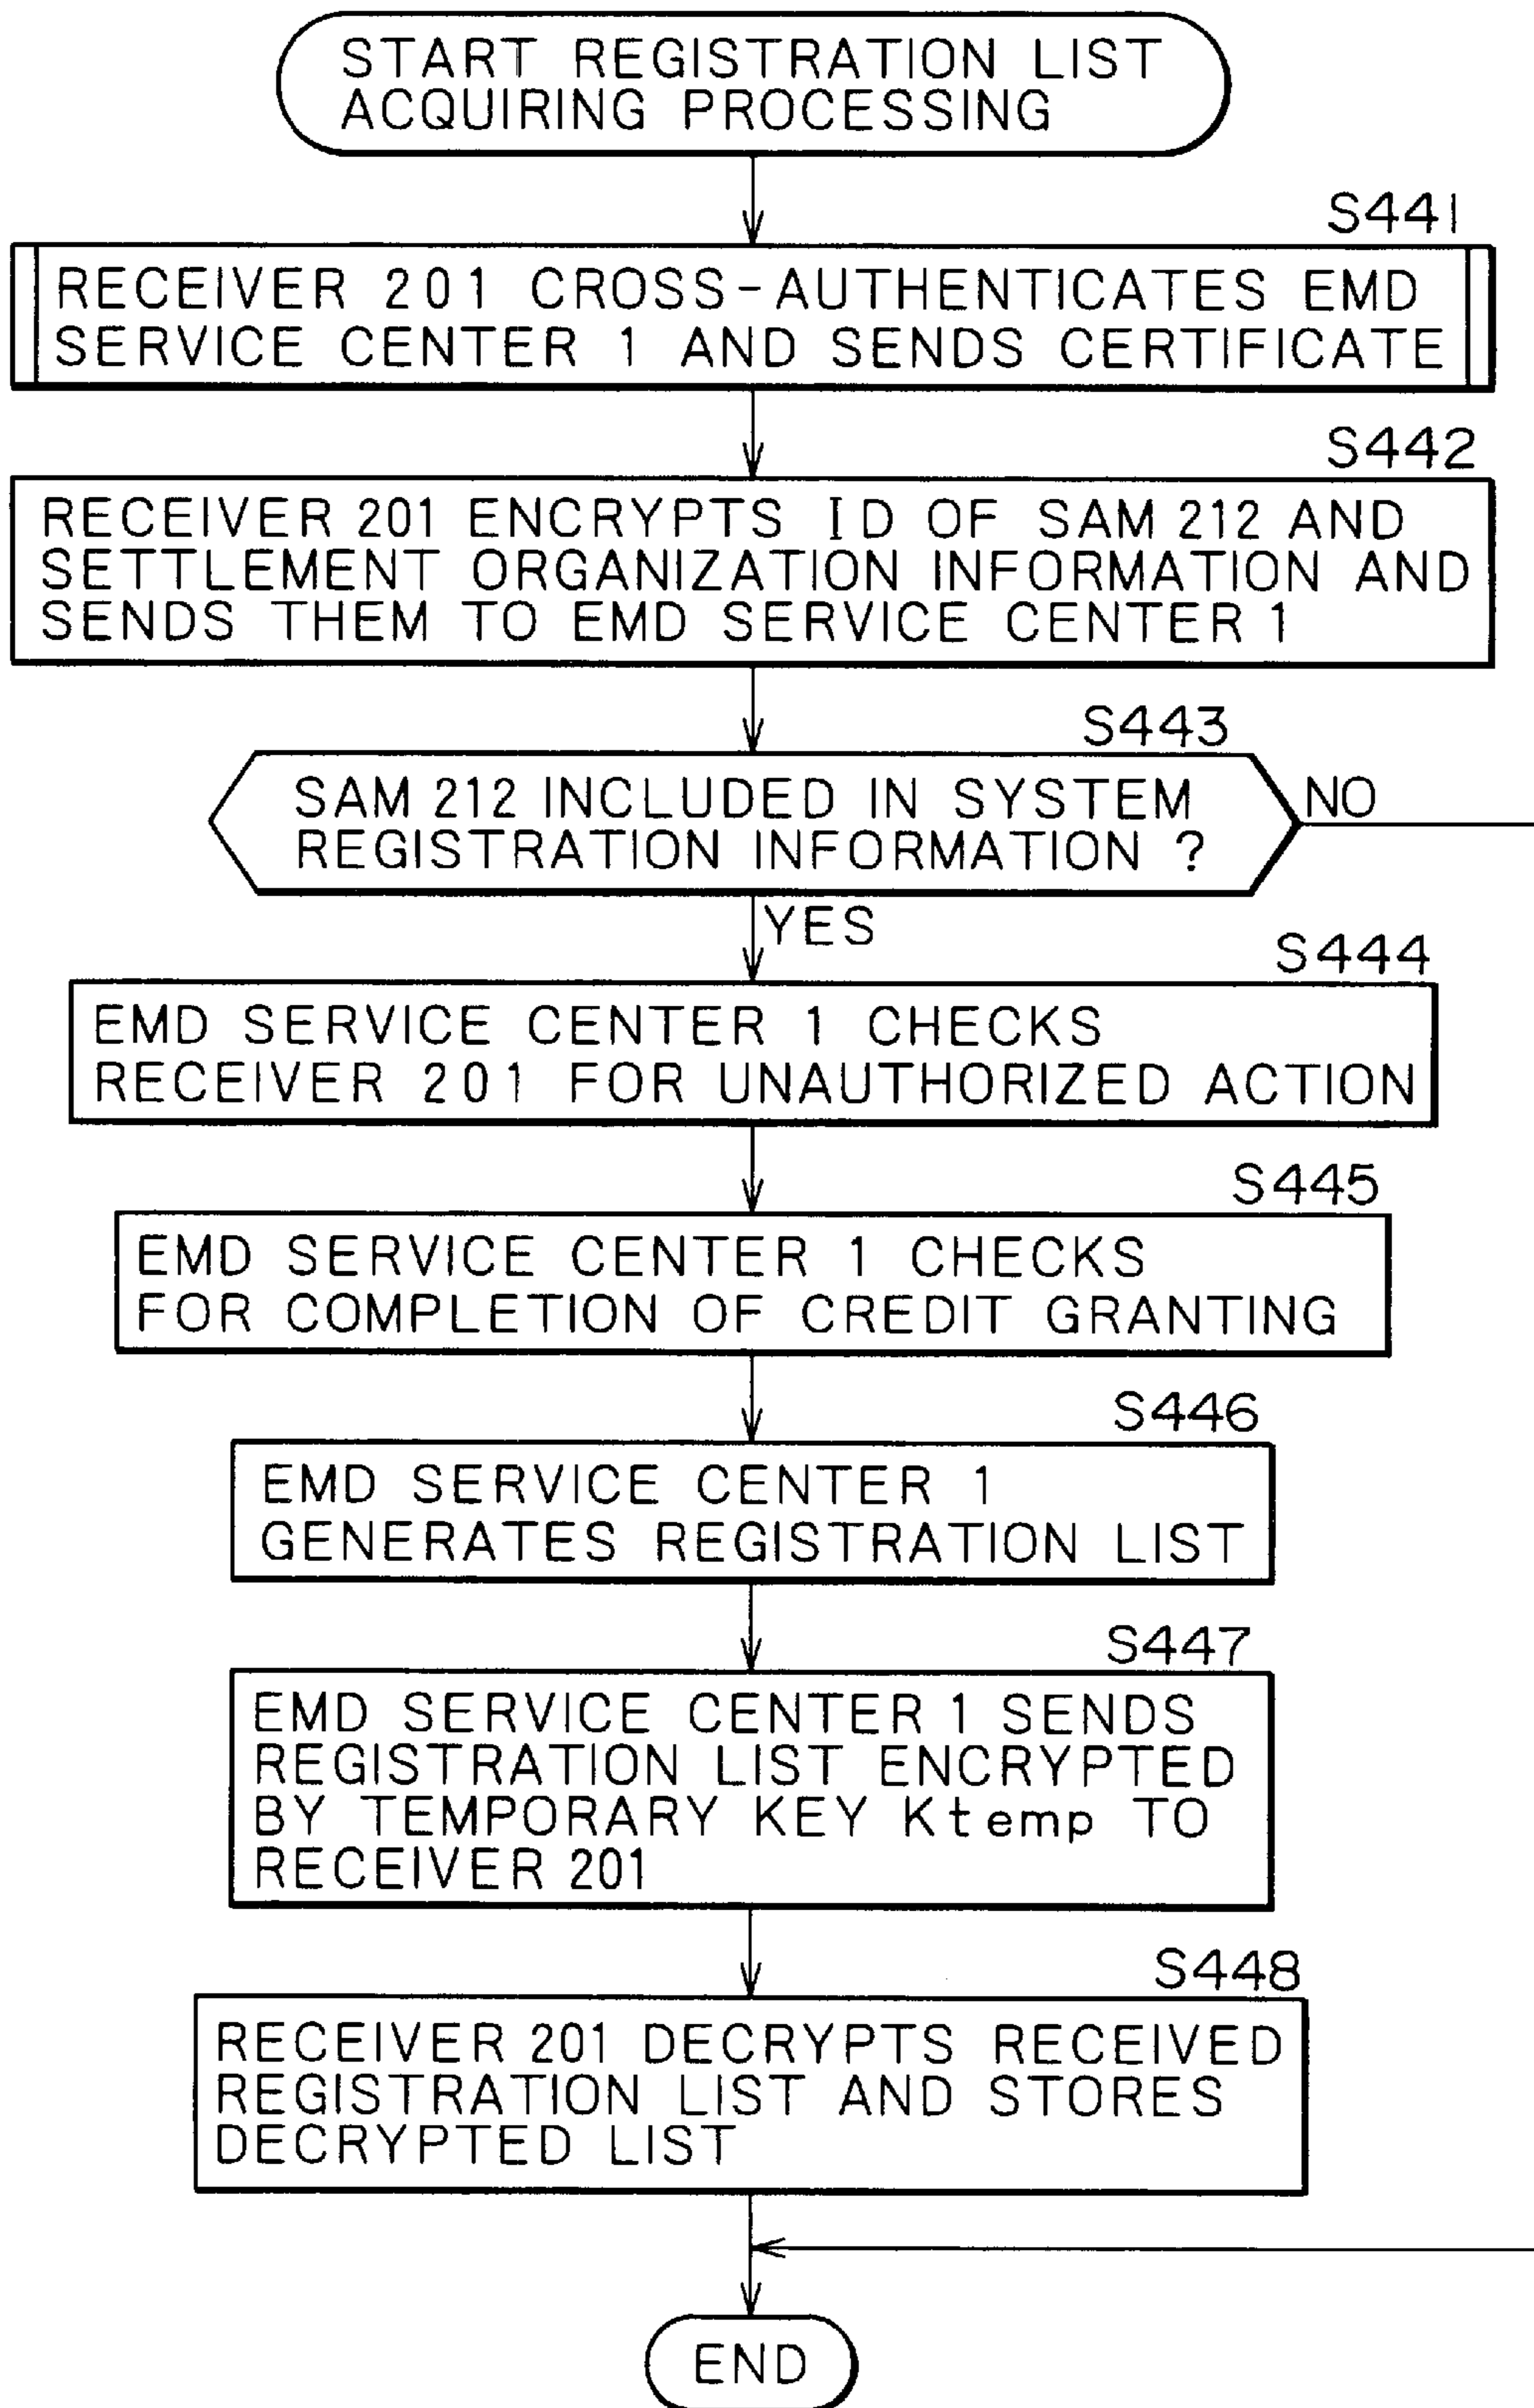 START REGISTRATION LIST
ACQUIRING PROCESSING
S441
RECEIVER 201 CROSS-AUTHENTICATES EMD
SERVICE CENTER 1 AND SENDS CERTIFICATE
S442
RECEIVER 201 ENCRYPTS ID OF SAM 212 AND
SETTLEMENT ORGANIZATION INFORMATION AND
SENDS THEM TO EMD SERVICE CENTER 1
S443
SAM 212 INCLUDED IN SYSTEM
REGISTRATION INFORMATION ?
NO
YES
S444
EMD SERVICE CENTER 1 CHECKS
RECEIVER 201 FOR UNAUTHORIZED ACTION
S445
EMD SERVICE CENTER 1 CHECKS
FOR COMPLETION OF CREDIT GRANTING
S446
EMD SERVICE CENTER 1
GENERATES REGISTRATION LIST
S447
EMD SERVICE CENTER 1 SENDS
REGISTRATION LIST ENCRYPTED
BY TEMPORARY KEY Ktemp TO
RECEIVER 201
S448
RECEIVER 201 DECRYPTS RECEIVED
REGISTRATION LIST AND STORES
DECRYPTED LIST
END